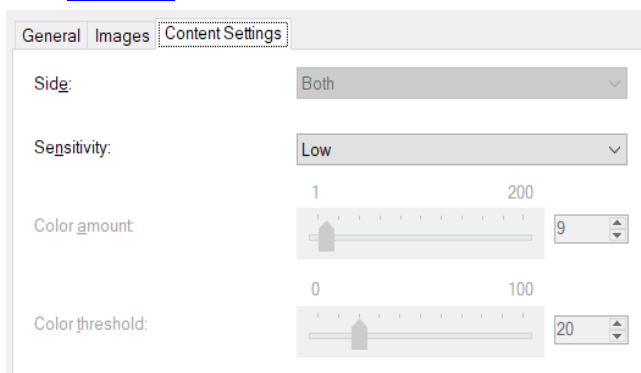 General Images Content Settings
Side: Both
Sensitivity: Low
1 200
Color amount: 9
0 100
Color threshold: 20